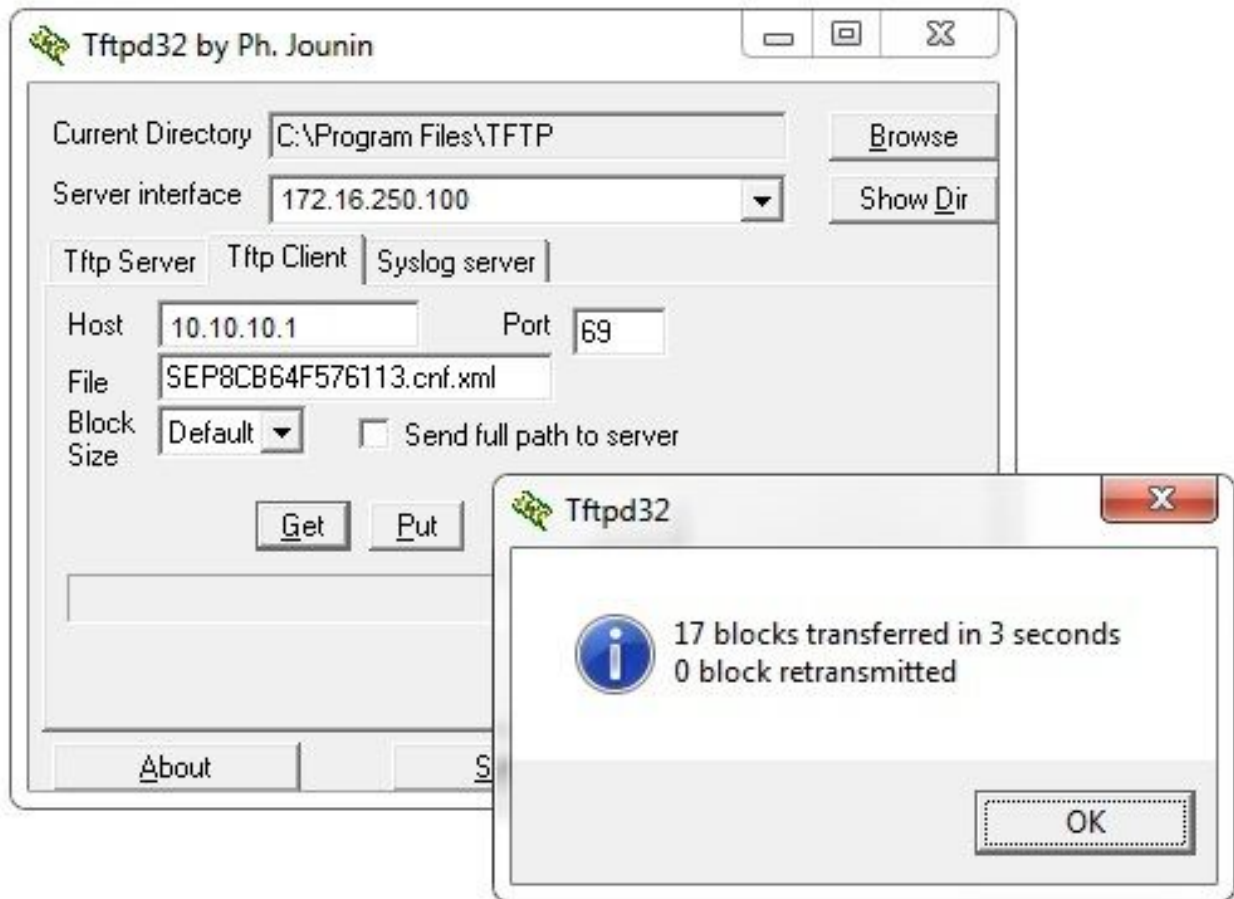 Tftpd32 by Ph. Jounin
Current Directory C:\Program Files\TFTP Browse
Server interface 172.16.250.100 Show Dir
Tftp Server Tftp Client Syslog server
Host 10.10.10.1 Port 69
File SEP8CB64F576113.cnf.xml
Block Size Default Send full path to server
Get Put
Tftpd32
17 blocks transferred in 3 seconds
0 block retransmitted
About
OK